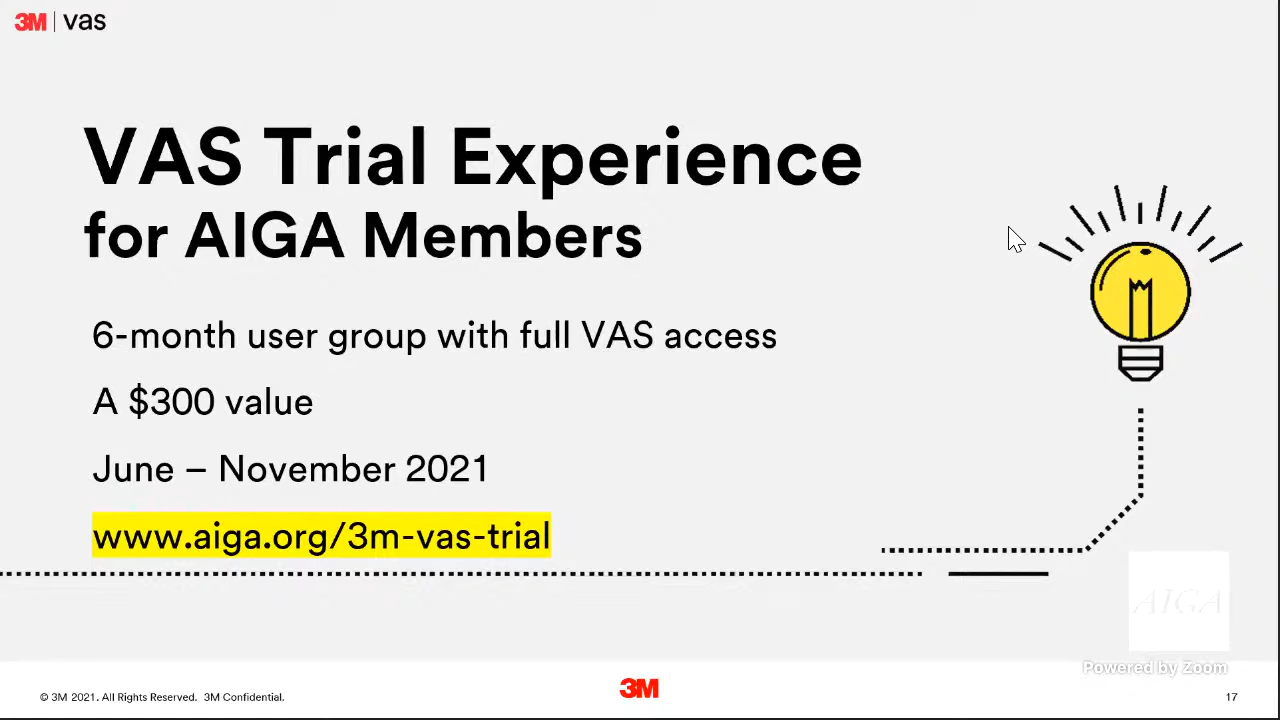 3M | vas
VAS Trial Experience
for AIGA Members
6-month user group with full VAS access
A $300 value
June – November 2021
www.aiga.org/3m-vas-trial
AIGA
Powered by Zoom
© 3M 2021. All Rights Reserved. 3M Confidential.
3M
17